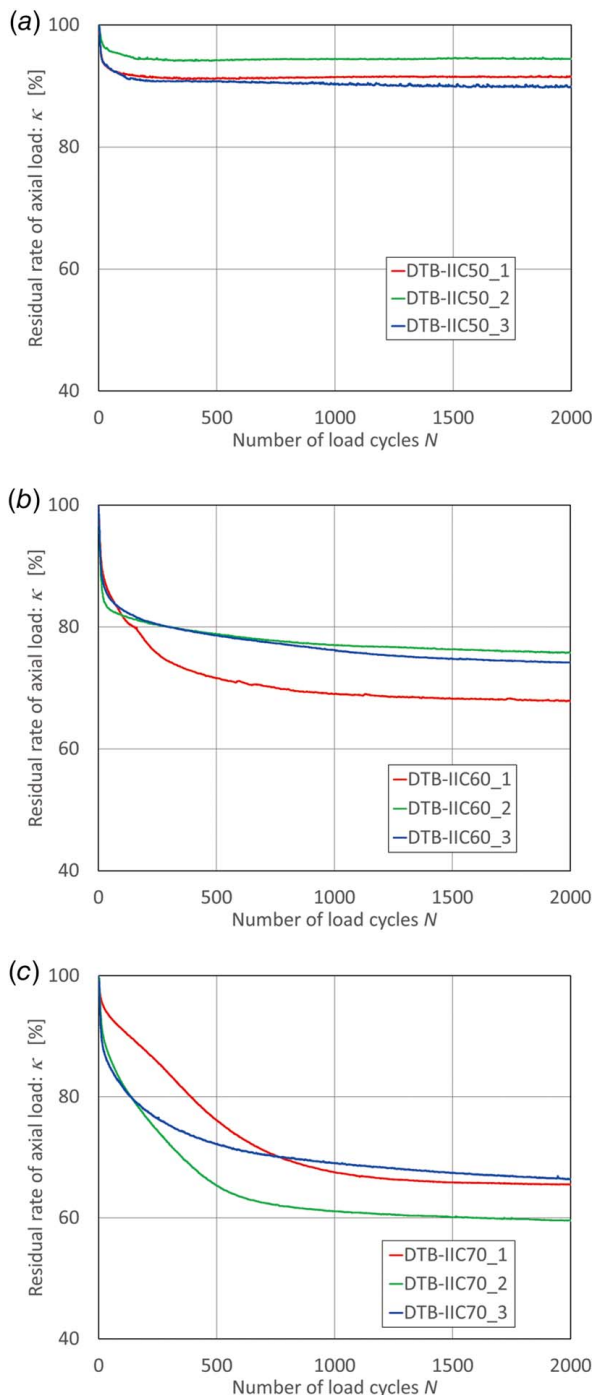 (a)
Residual rate of axial load: κ [%]
100
80
60
40
DTB-IIC50_1
DTB-IIC50_2
DTB-IIC50_3
0 500 1000 1500 2000
Number of load cycles N
(b)
Residual rate of axial load: κ [%]
100
80
60
40
DTB-IIC60_1
DTB-IIC60_2
DTB-IIC60_3
0 500 1000 1500 2000
Number of load cycles N
(c)
Residual rate of axial load: κ [%]
100
80
60
40
DTB-IIC70_1
DTB-IIC70_2
DTB-IIC70_3
0 500 1000 1500 2000
Number of load cycles N